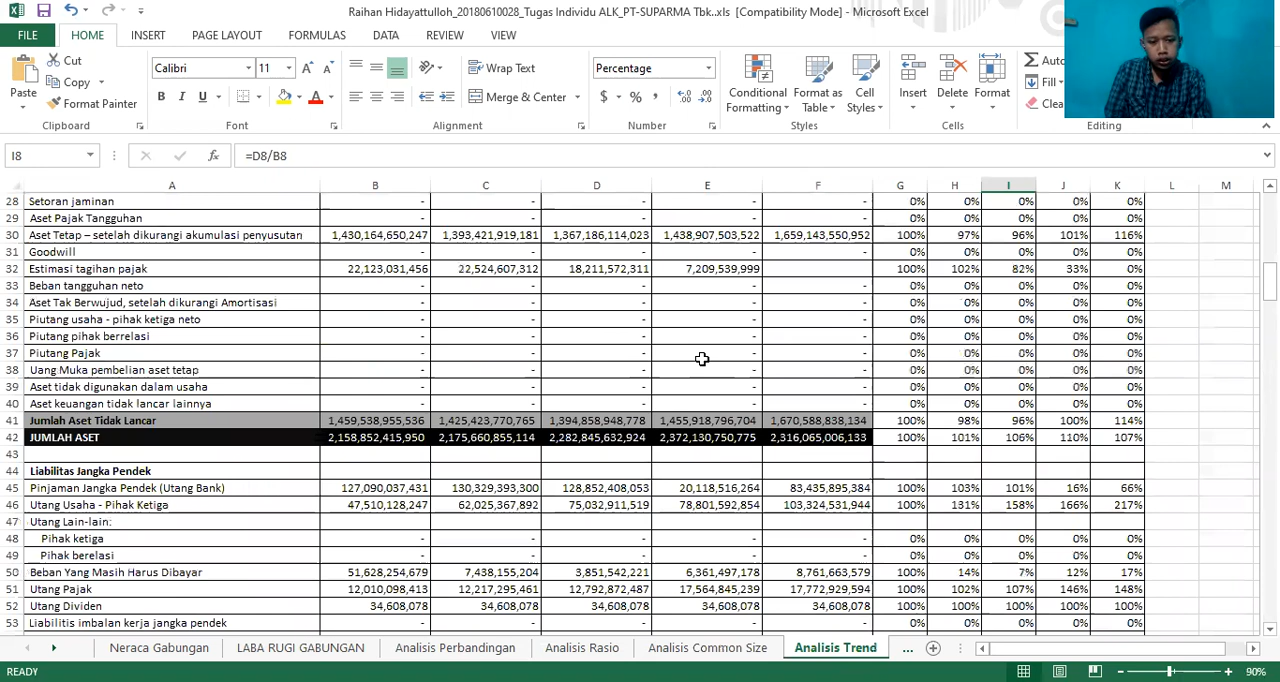 Raihan Hidayattulloh_20180610028_Tugas Individu ALK_PT-SUPARMA Tbk..xls [Compatibility Mode] - Microsoft Excel
FILE HOME INSERT PAGE LAYOUT FORMULAS DATA REVIEW VIEW
Paste
Cut
Copy
Format Painter
Clipboard
Calibri 11
B I U
Font
Wrap Text
Merge & Center
Alignment
Percentage
$ %
Number
Conditional Formatting
Format as Table
Cell Styles
Styles
Insert Delete Format
Cells
Fill
Editing
I8 fx =D8/B8
A B C D E F G H I J K L M
28 Setoran jaminan - - - - - 0% 0% 0% 0% 0%
29 Aset Pajak Tangguhan - - - - - 0% 0% 0% 0% 0%
30 Aset Tetap – setelah dikurangi akumulasi penyusutan 1,430,164,650,247 1,393,421,919,181 1,367,186,114,023 1,438,907,503,522 1,659,143,550,952 100% 97% 96% 101% 116%
31 Goodwill - - - - - 0% 0% 0% 0% 0%
32 Estimasi tagihan pajak 22,123,031,456 22,524,607,312 18,211,572,311 7,209,539,999 100% 102% 82% 33% 0%
33 Beban tangguhan neto - - - - - 0% 0% 0% 0% 0%
34 Aset Tak Berwujud, setelah dikurangi Amortisasi - - - - - 0% 0% 0% 0% 0%
35 Piutang usaha - pihak ketiga neto - - - - - 0% 0% 0% 0% 0%
36 Piutang pihak berrelasi - - - - - 0% 0% 0% 0% 0%
37 Piutang Pajak - - - - - 0% 0% 0% 0% 0%
38 Uang Muka pembelian aset tetap - - - - - 0% 0% 0% 0% 0%
39 Aset tidak digunakan dalam usaha - - - - - 0% 0% 0% 0% 0%
40 Aset keuangan tidak lancar lainnya - - - - - 0% 0% 0% 0% 0%
41 Jumlah Aset Tidak Lancar 1,459,538,955,536 1,425,423,770,765 1,394,858,948,778 1,455,918,796,704 1,670,588,838,134 100% 98% 96% 100% 114%
42 JUMLAH ASET 2,158,852,415,950 2,175,660,855,114 2,282,845,632,924 2,372,130,750,775 2,316,065,006,133 100% 101% 106% 110% 107%
43
44 Liabilitas Jangka Pendek
45 Pinjaman Jangka Pendek (Utang Bank) 127,090,037,431 130,329,393,300 128,852,408,053 20,118,516,264 83,435,895,384 100% 103% 101% 16% 66%
46 Utang Usaha - Pihak Ketiga 47,510,128,247 62,025,367,892 75,032,911,519 78,801,592,854 103,324,531,944 100% 131% 158% 166% 217%
47 Utang Lain-lain:
48 Pihak ketiga - - - - - 0% 0% 0% 0% 0%
49 Pihak berelasi - - - - - 0% 0% 0% 0% 0%
50 Beban Yang Masih Harus Dibayar 51,628,254,679 7,438,155,204 3,851,542,221 6,361,497,178 8,761,663,579 100% 14% 7% 12% 17%
51 Utang Pajak 12,010,098,413 12,217,295,461 12,792,872,487 17,564,845,239 17,772,929,594 100% 102% 107% 146% 148%
52 Utang Dividen 34,608,078 34,608,078 34,608,078 34,608,078 34,608,078 100% 100% 100% 100% 100%
53 Liabilitis imbalan kerja jangka pendek - - - - - 0% 0% 0% 0% 0%
Neraca Gabungan LABA RUGI GABUNGAN Analisis Perbandingan Analisis Rasio Analisis Common Size Analisis Trend ...
READY 90%